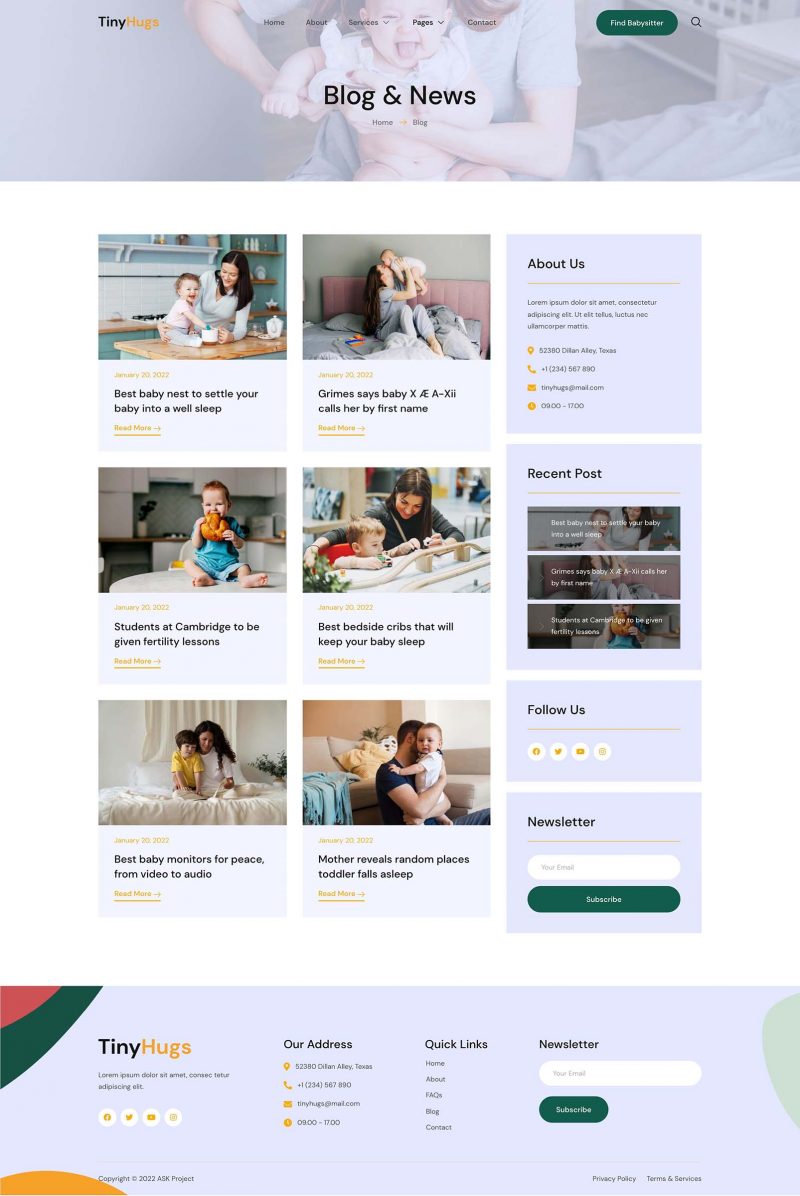 TinyHugs
Home
About
Services
Pages
Contact
Find Babysitter
Blog & News
Home
Blog
January 20, 2022
Best baby nest to settle your
baby into a well sleep
Read More
January 20, 2022
Grimes says baby X Æ A-Xii
calls her by first name
Read More
January 20, 2022
Students at Cambridge to be
given fertility lessons
Read More
January 20, 2022
Best bedside cribs that will
keep your baby sleep
Read More
January 20, 2022
Best baby monitors for peace,
from video to audio
Read More
January 20, 2022
Mother reveals random places
toddler falls asleep
Read More
About Us
Lorem ipsum dolor sit amet, consectetur
adipiscing elit. Ut elit tellus, luctus nec
ullamcorper mattis.
52380 Dillan Alley, Texas
+1 (234) 567 890
tinyhugs@mail.com
09.00 - 17.00
Recent Post
Best baby nest to settle your baby
into a well sleep
Grimes says baby X Æ A-Xii calls her
by first name
Students at Cambridge to be given
fertility lessons
Follow Us
Newsletter
Your Email
Subscribe
TinyHugs
Lorem ipsum dolor sit amet, consec tetur
adipiscing elit.
Our Address
52380 Dillan Alley, Texas
+1 (234) 567 890
tinyhugs@mail.com
09.00 - 17.00
Quick Links
Home
About
FAQs
Blog
Contact
Newsletter
Your Email
Subscribe
Copyright © 2022 ASK Project
Privacy Policy
Terms & Services